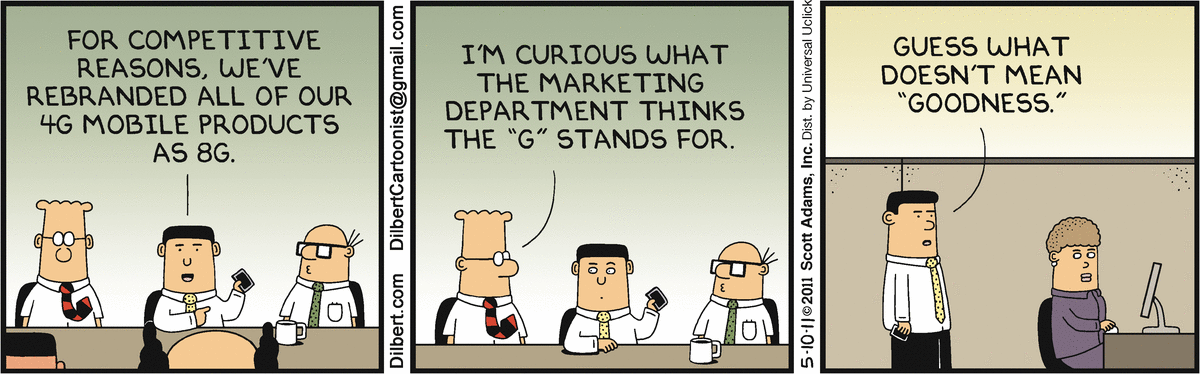 FOR COMPETITIVE
REASONS, WE'VE
REBRANDED ALL OF OUR
4G MOBILE PRODUCTS
AS 8G.
Dilbert.com DilbertCartoonist@gmail.com
I'M CURIOUS WHAT
THE MARKETING
DEPARTMENT THINKS
THE "G" STANDS FOR.
5-10-11 ©2011 Scott Adams, Inc. Dist. by Universal Uclick
GUESS WHAT
DOESN'T MEAN
"GOODNESS."